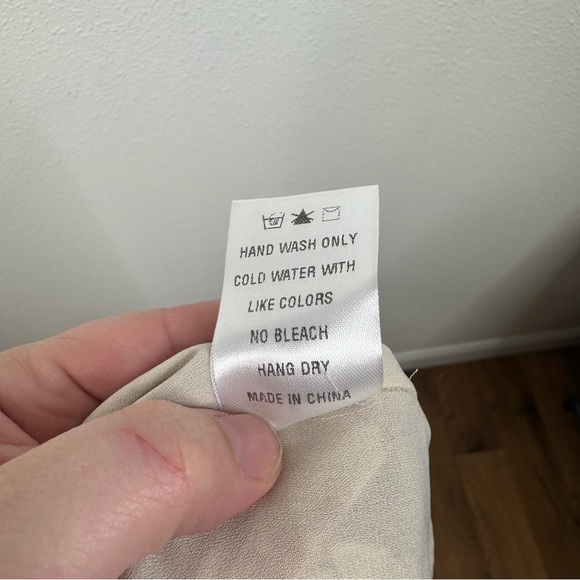 HAND WASH ONLY
COLD WATER WITH
LIKE COLORS
NO BLEACH
HANG DRY
MADE IN CHINA